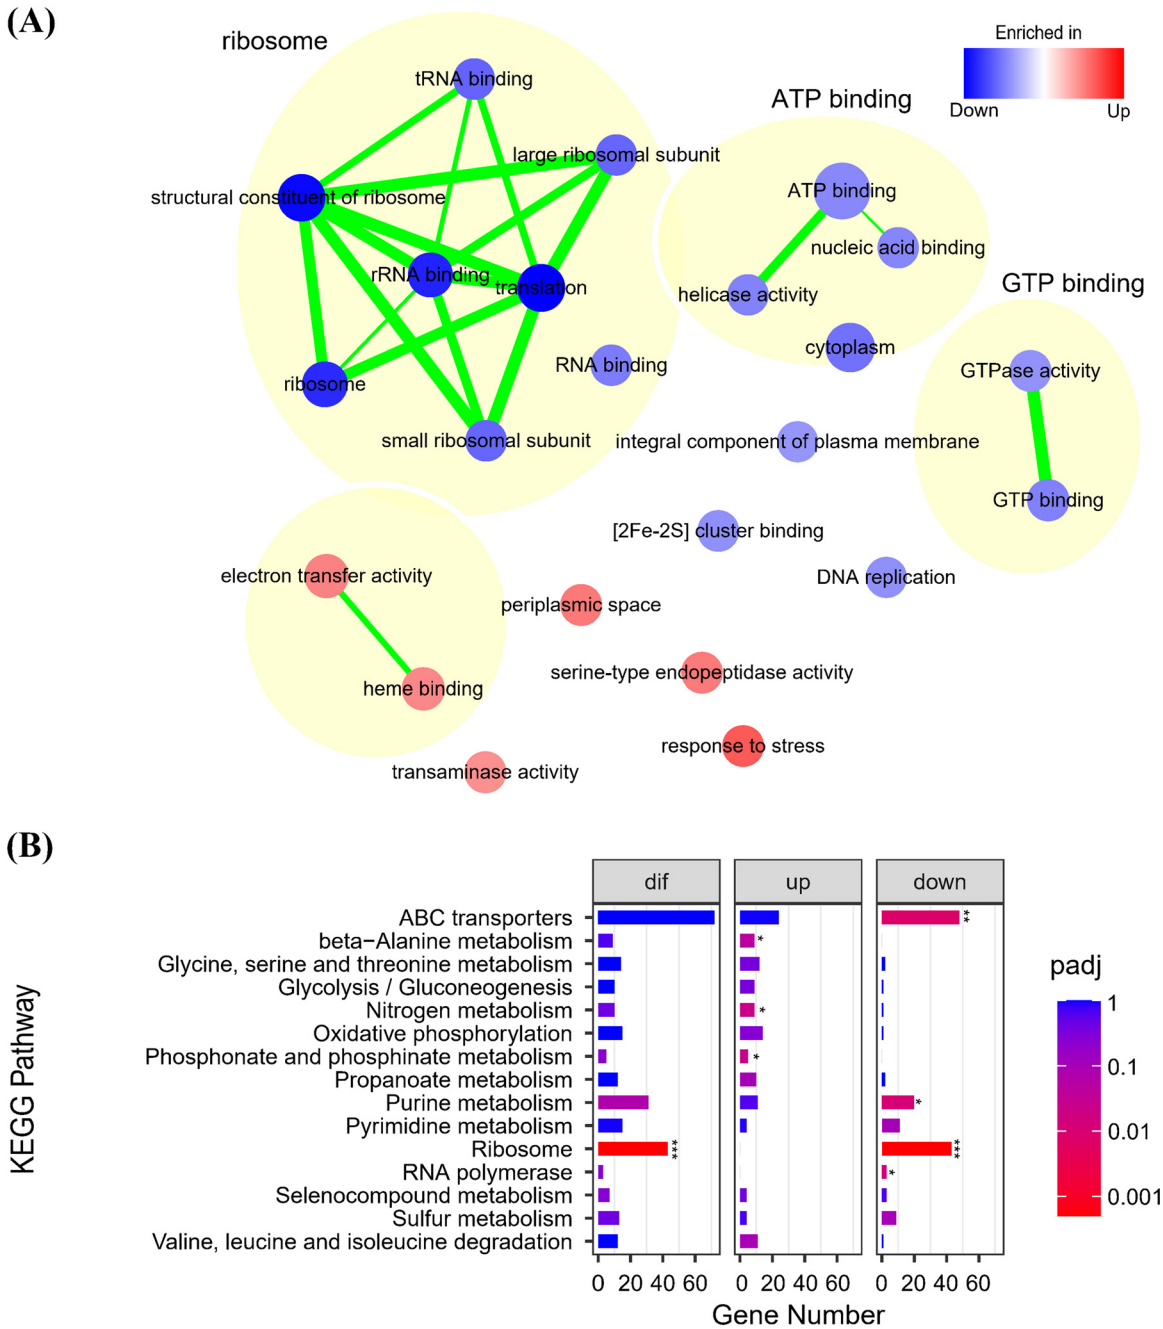 (A)
ribosome
Enriched in
Down
Up
tRNA binding
ATP binding
large ribosomal subunit
structural constituent of ribosome
ATP binding
nucleic acid binding
rRNA binding
translation
helicase activity
GTP binding
cytoplasm
RNA binding
GTPase activity
ribosome
small ribosomal subunit
integral component of plasma membrane
GTP binding
[2Fe-2S] cluster binding
electron transfer activity
DNA replication
periplasmic space
serine-type endopeptidase activity
heme binding
response to stress
transaminase activity
(B)
dif
up
down
KEGG Pathway
ABC transporters **
beta−Alanine metabolism *
Glycine, serine and threonine metabolism
Glycolysis / Gluconeogenesis
Nitrogen metabolism *
Oxidative phosphorylation
Phosphonate and phosphinate metabolism *
Propanoate metabolism
Purine metabolism *
Pyrimidine metabolism
Ribosome *** ***
RNA polymerase *
Selenocompound metabolism
Sulfur metabolism
Valine, leucine and isoleucine degradation
0 20 40 60 0 20 40 60 0 20 40 60
Gene Number
padj
1
0.1
0.01
0.001